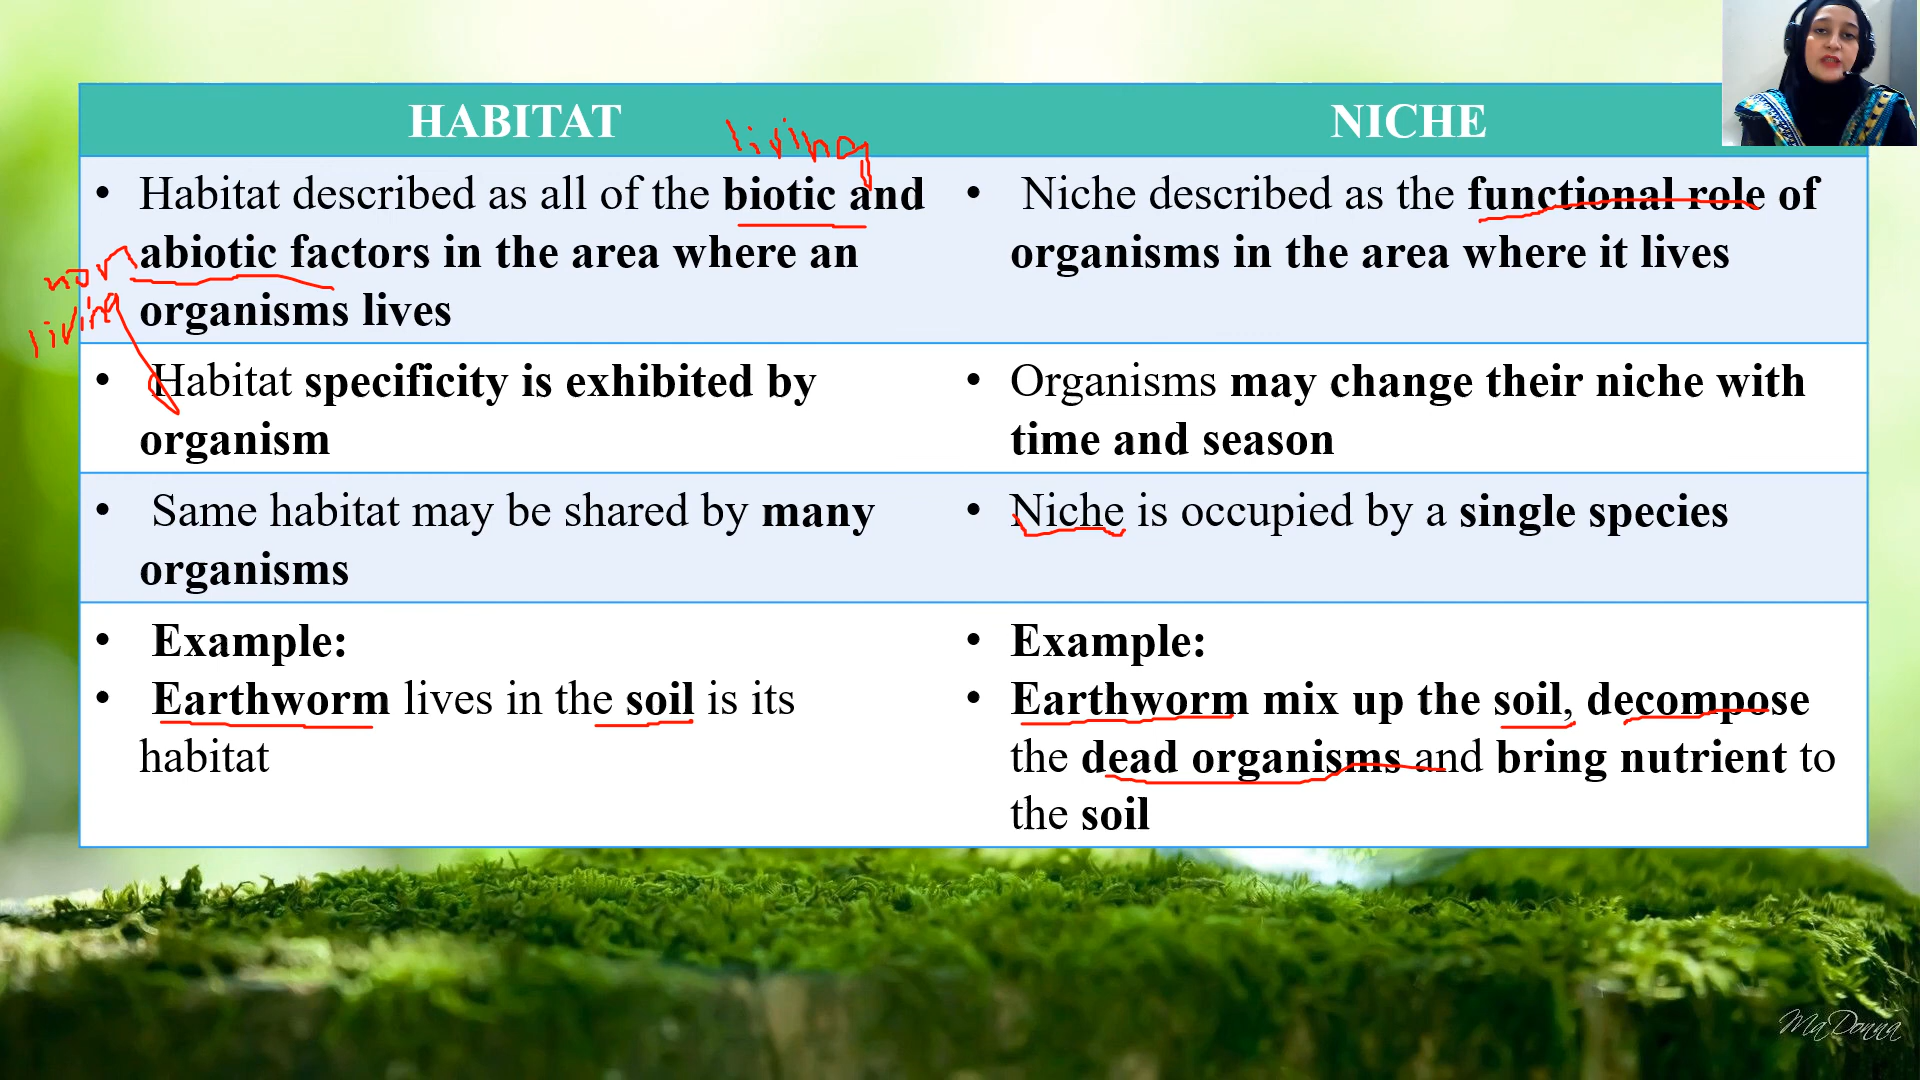 HABITAT
NICHE
living
• Habitat described as all of the biotic and
abiotic factors in the area where an
organisms lives
non
living
• Niche described as the functional role of
organisms in the area where it lives
• Habitat specificity is exhibited by
organism
• Organisms may change their niche with
time and season
• Same habitat may be shared by many
organisms
• Niche is occupied by a single species
• Example:
• Earthworm lives in the soil is its
habitat
• Example:
• Earthworm mix up the soil, decompose
the dead organisms and bring nutrient to
the soil
MaDonna